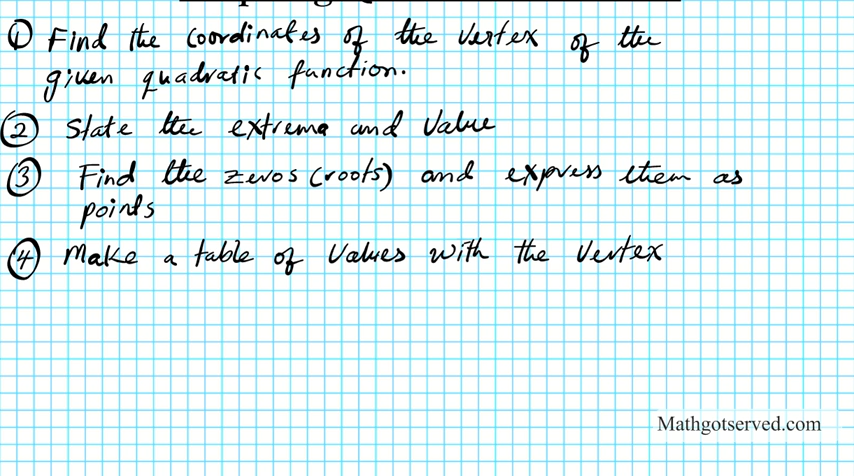 ① Find the coordinates of the vertex of the
given quadratic function.
② State the extrema and Value
③ Find the zeros (roots) and express them as
points
④ Make a table of Values with the Vertex
Mathgotserved.com